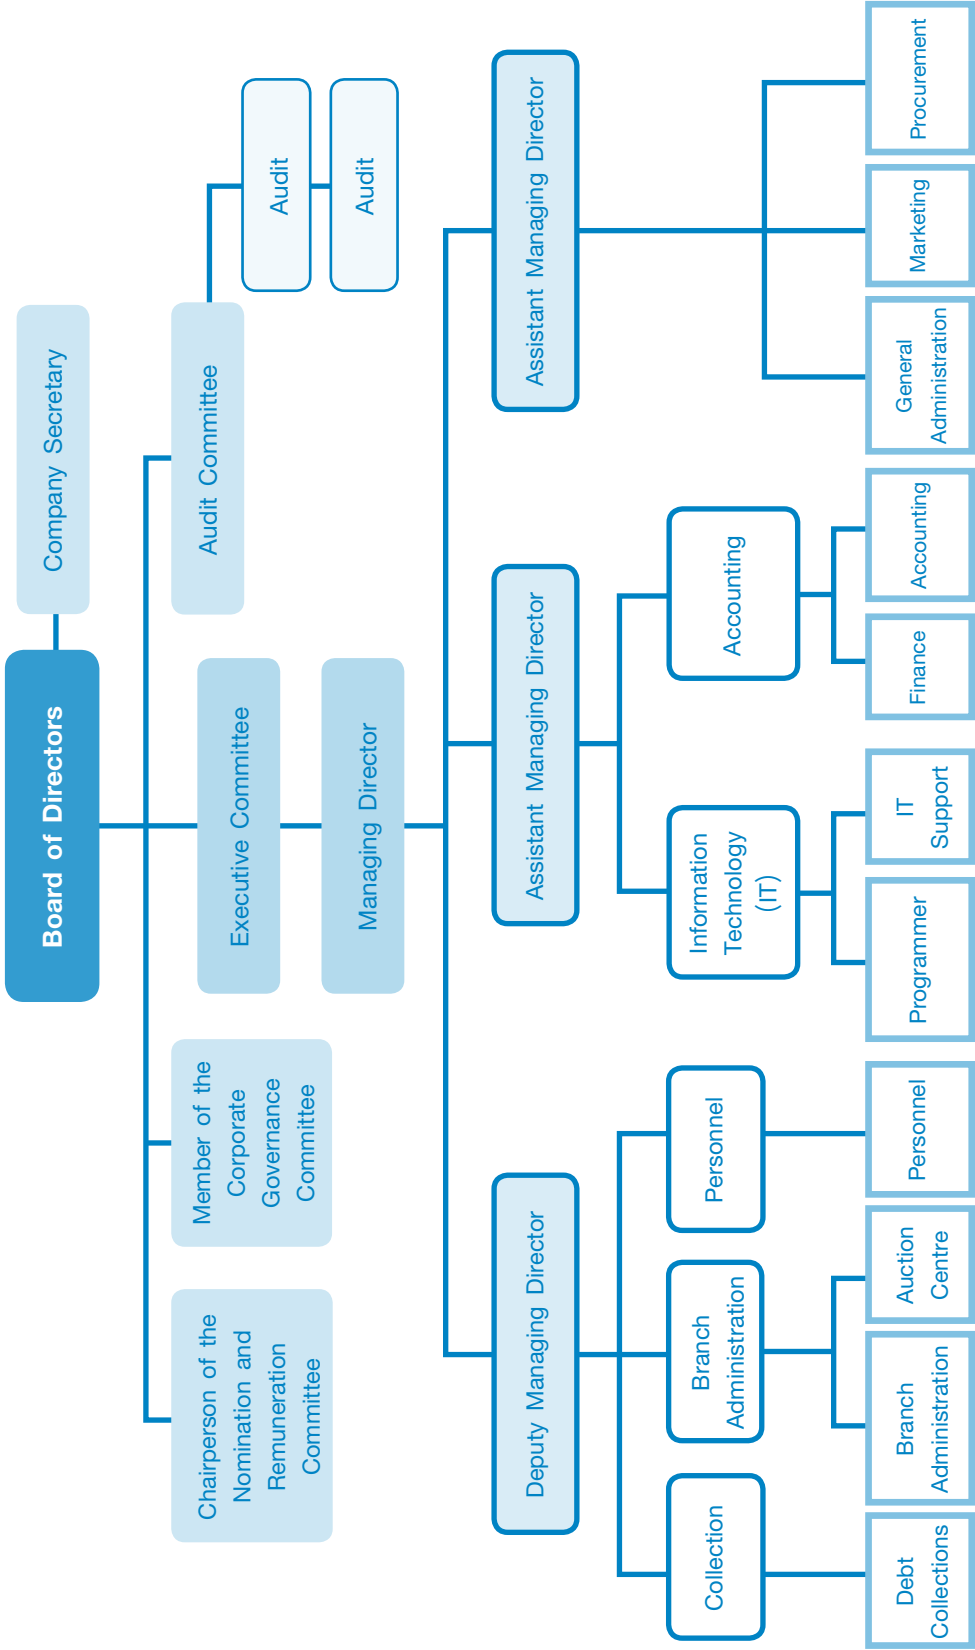 Board of Directors
Company Secretary
Chairperson of the
Nomination and
Remuneration
Committee
Member of the
Corporate
Governance
Committee
Executive Committee
Audit Committee
Audit
Audit
Managing Director
Deputy Managing Director
Assistant Managing Director
Assistant Managing Director
Collection
Branch
Administration
Personnel
Information
Technology
(IT)
Accounting
Debt
Collections
Branch
Administration
Auction
Centre
Personnel
Programmer
IT
Support
Finance
Accounting
General
Administration
Marketing
Procurement